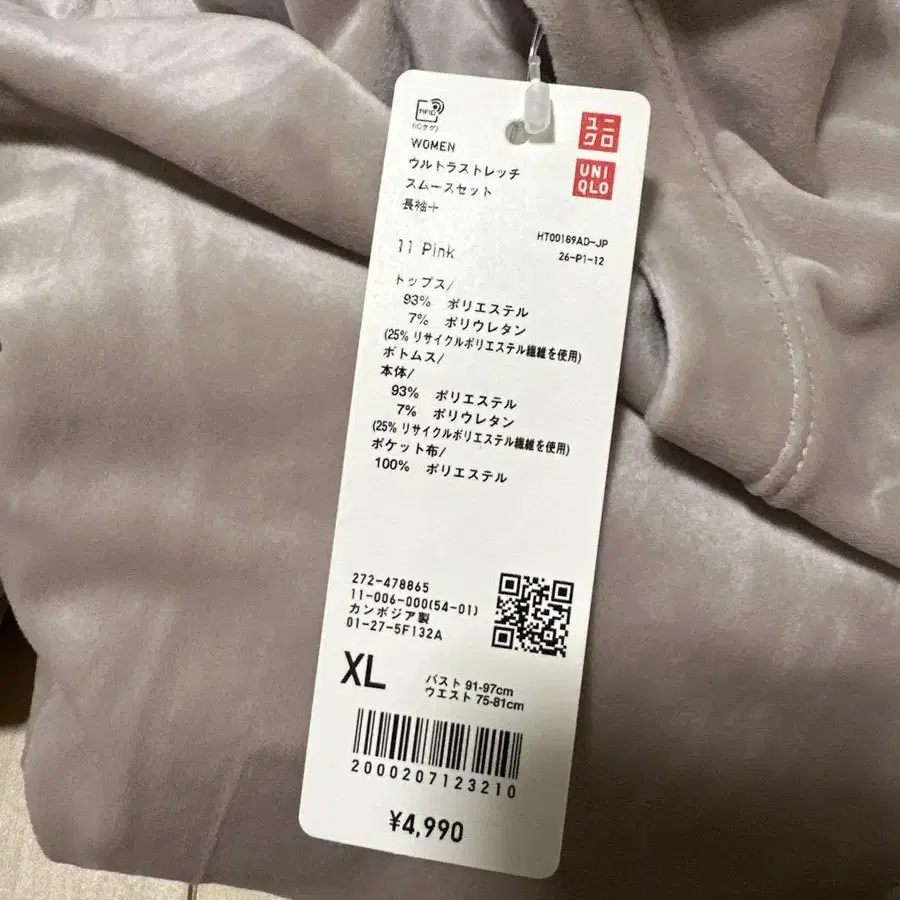 RFID
(ICタグ)
ユニ
クロ
UNI
QLO
WOMEN
ウルトラストレッチ
スムースセット
長袖+
11 Pink
HT00189AD-JP
26-P1-12
トップス/
93% ポリエステル
7% ポリウレタン
(25% リサイクルポリエステル繊維を使用)
ボトムス/
本体/
93% ポリエステル
7% ポリウレタン
(25% リサイクルポリエステル繊維を使用)
ポケット布/
100% ポリエステル
272-478865
11-006-000(54-01)
カンボジア製
01-27-5F132A
XL
バスト 91-97cm
ウエスト 75-81cm
2000207123210
¥4,990